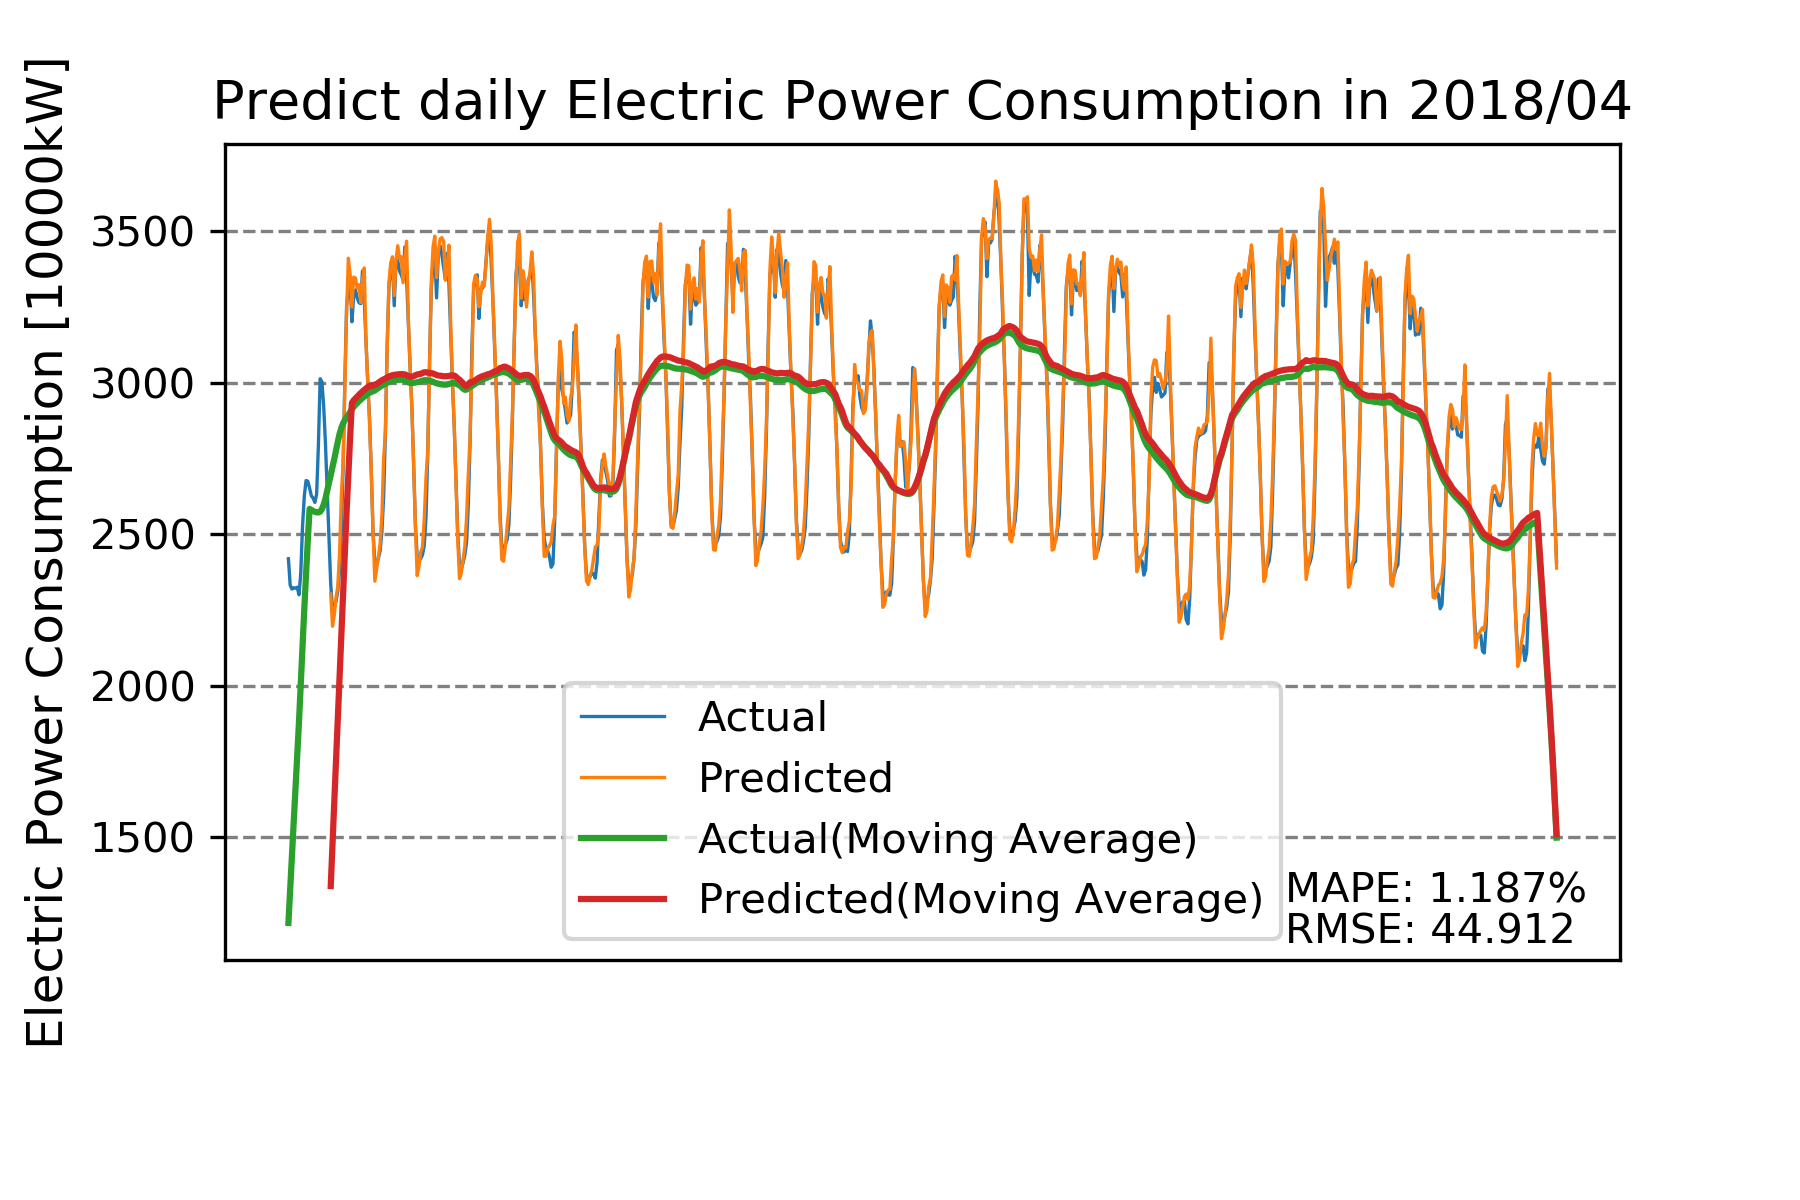 Predict daily Electric Power Consumption in 2018/04
Electric Power Consumption [10000kW]
3500
3000
2500
2000
1500
Actual
Predicted
Actual(Moving Average)
Predicted(Moving Average)
MAPE: 1.187%
RMSE: 44.912